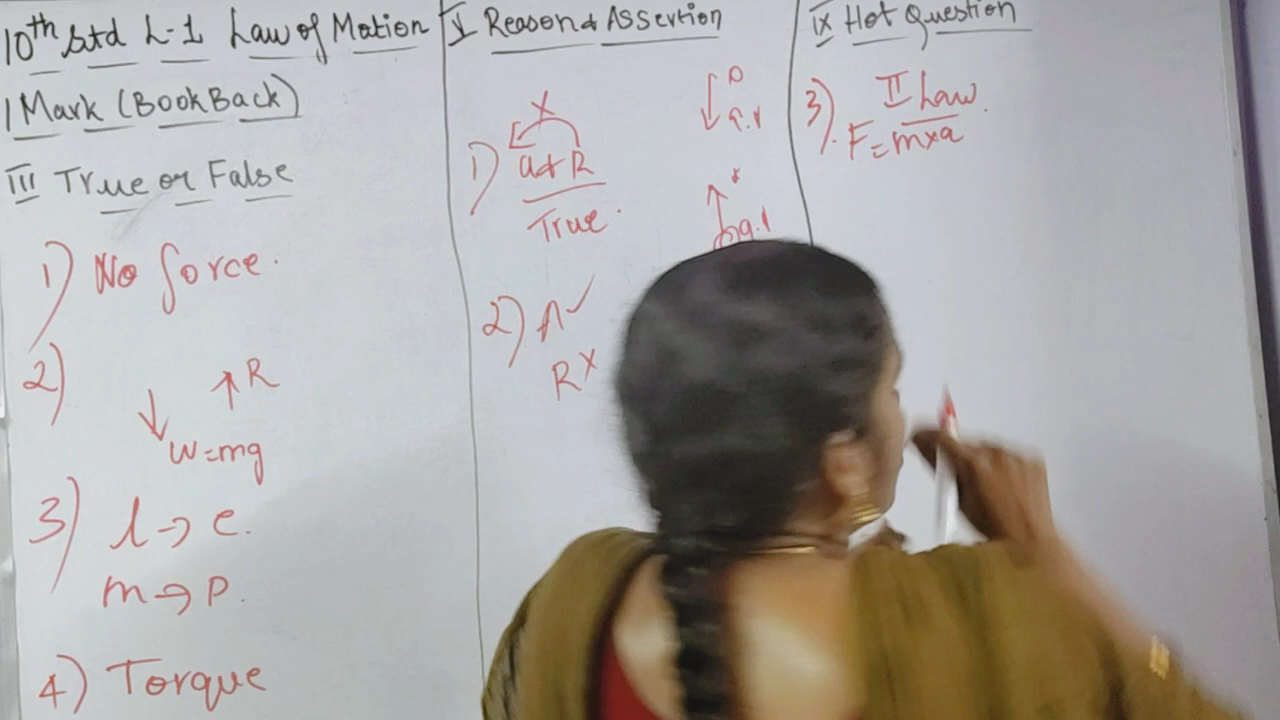 10th Std L-1 Law of Motion
1 Mark (Book Back)
III True or False
1) No force.
2)
↑ R
↓
W=mg
3) l → e.
m → p.
4) Torque
V Reason & Assertion
X
1) a & R
True.
2) A ✓
R X
IX Hot Question
3). II Law.
F=m×a